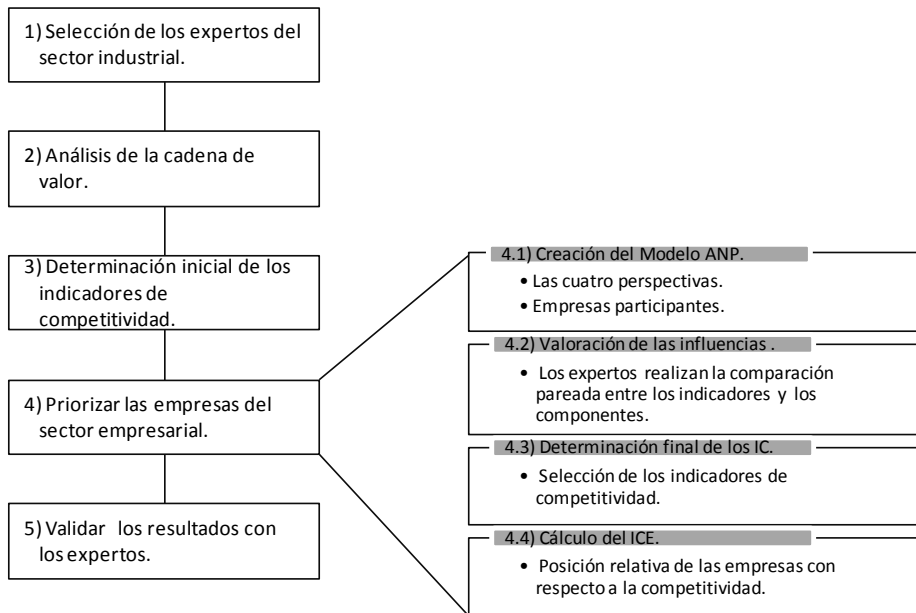 1) Selección de los expertos del
sector industrial.
2) Análisis de la cadena de
valor.
3) Determinación inicial de los
indicadores de
competitividad.
4) Priorizar las empresas del
sector empresarial.
5) Validar los resultados con
los expertos.
4.1) Creación del Modelo ANP.
• Las cuatro perspectivas.
• Empresas participantes.
4.2) Valoración de las influencias .
• Los expertos realizan la comparación
pareada entre los indicadores y los
componentes.
4.3) Determinación final de los IC.
• Selección de los indicadores de
competitividad.
4.4) Cálculo del ICE.
• Posición relativa de las empresas con
respecto a la competitividad.